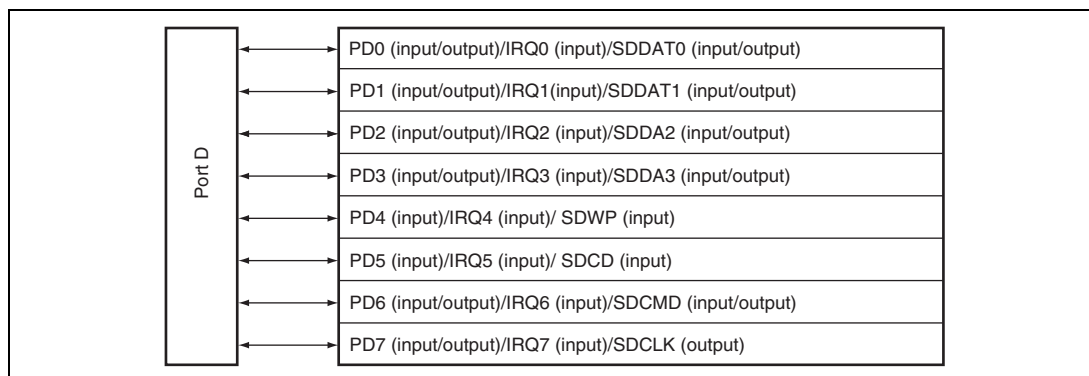 Port D
PD0 (input/output)/IRQ0 (input)/SDDAT0 (input/output)
PD1 (input/output)/IRQ1(input)/SDDAT1 (input/output)
PD2 (input/output)/IRQ2 (input)/SDDA2 (input/output)
PD3 (input/output)/IRQ3 (input)/SDDA3 (input/output)
PD4 (input)/IRQ4 (input)/ SDWP (input)
PD5 (input)/IRQ5 (input)/ SDCD (input)
PD6 (input/output)/IRQ6 (input)/SDCMD (input/output)
PD7 (input/output)/IRQ7 (input)/SDCLK (output)